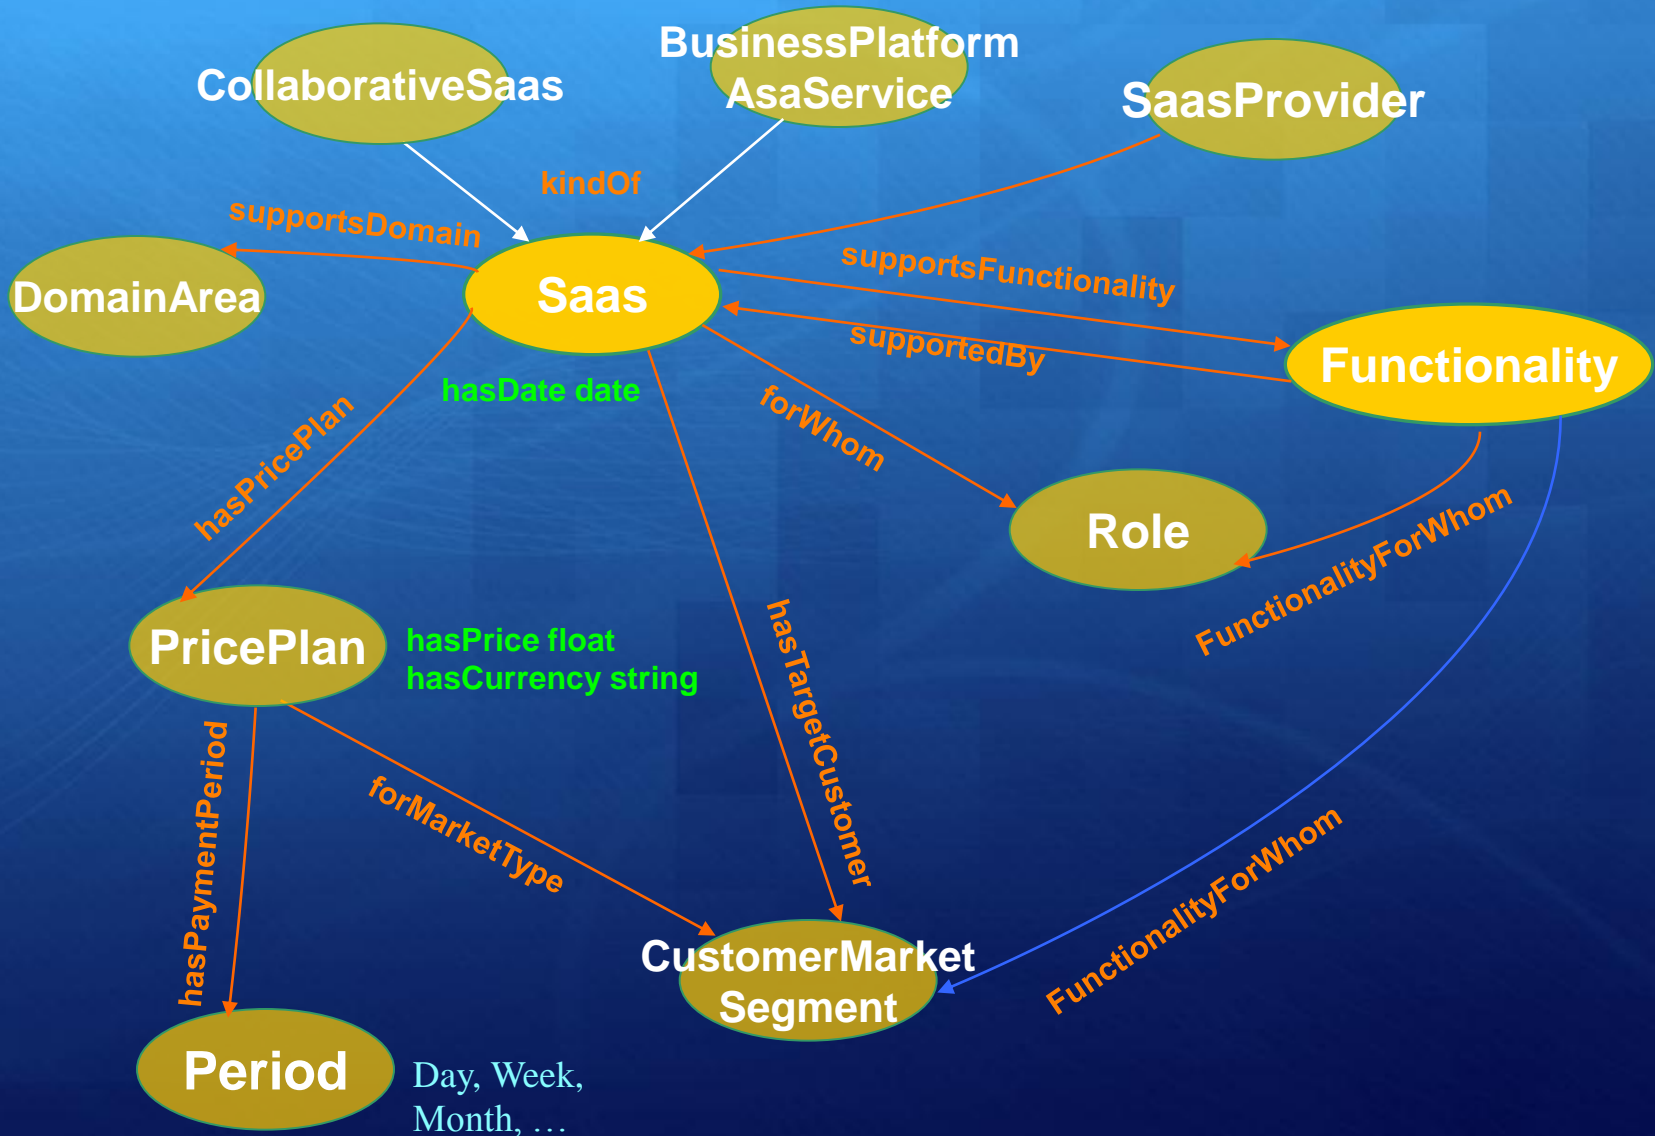 BusinessPlatform
AsaService
CollaborativeSaas
SaasProvider
kindOf
supportsDomain
supportsFunctionality
DomainArea
Saas
supportedBy
Functionality
hasDate date
forWhom
hasPricePlan
Role
FunctionalityForWhom
PricePlan
hasPrice float
hasCurrency string
hasTargetCustomer
hasPaymentPeriod
forMarketType
FunctionalityForWhom
CustomerMarket
Segment
Period
Day, Week,
Month, …